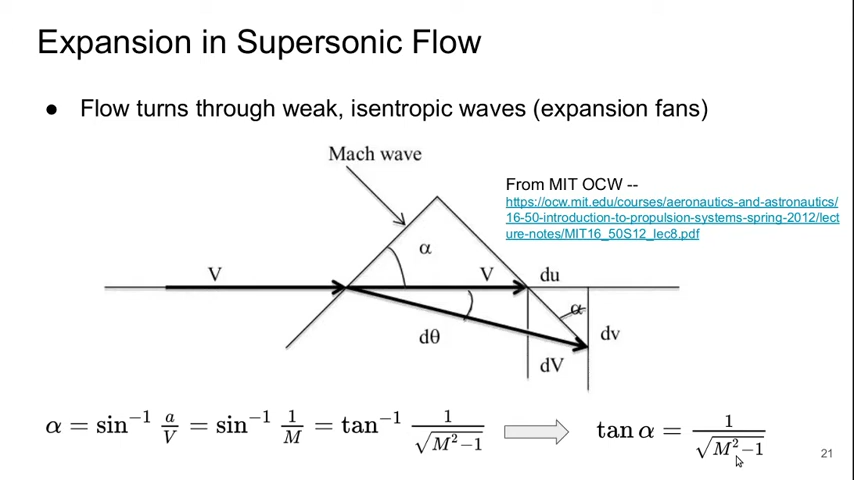 Expansion in Supersonic Flow
● Flow turns through weak, isentropic waves (expansion fans)
Mach wave
From MIT OCW --
https://ocw.mit.edu/courses/aeronautics-and-astronautics/
16-50-introduction-to-propulsion-systems-spring-2012/lect
ure-notes/MIT16_50S12_lec8.pdf
α
V
V
du
α
dθ
dv
dV
α = sin⁻¹ a/V = sin⁻¹ 1/M = tan⁻¹ 1/√(M²−1)
tan α = 1/√(M²−1)
21